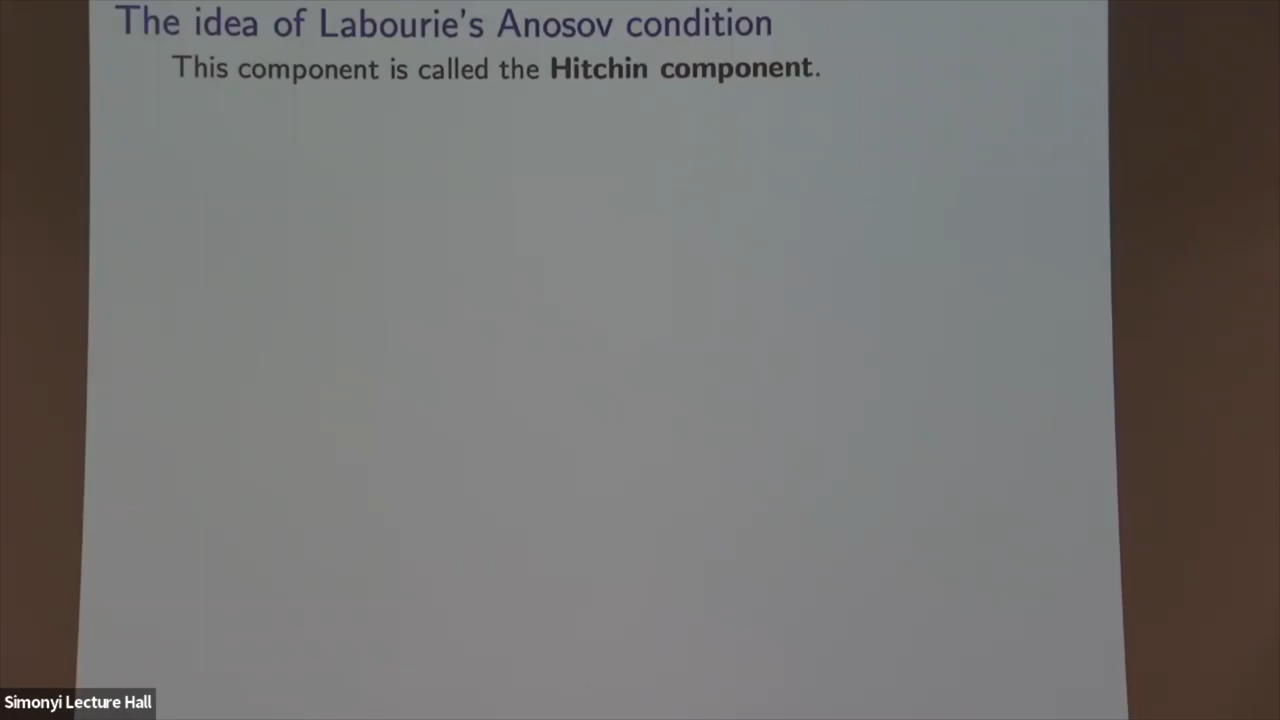 The idea of Labourie's Anosov condition
This component is called the Hitchin component.
Simonyi Lecture Hall